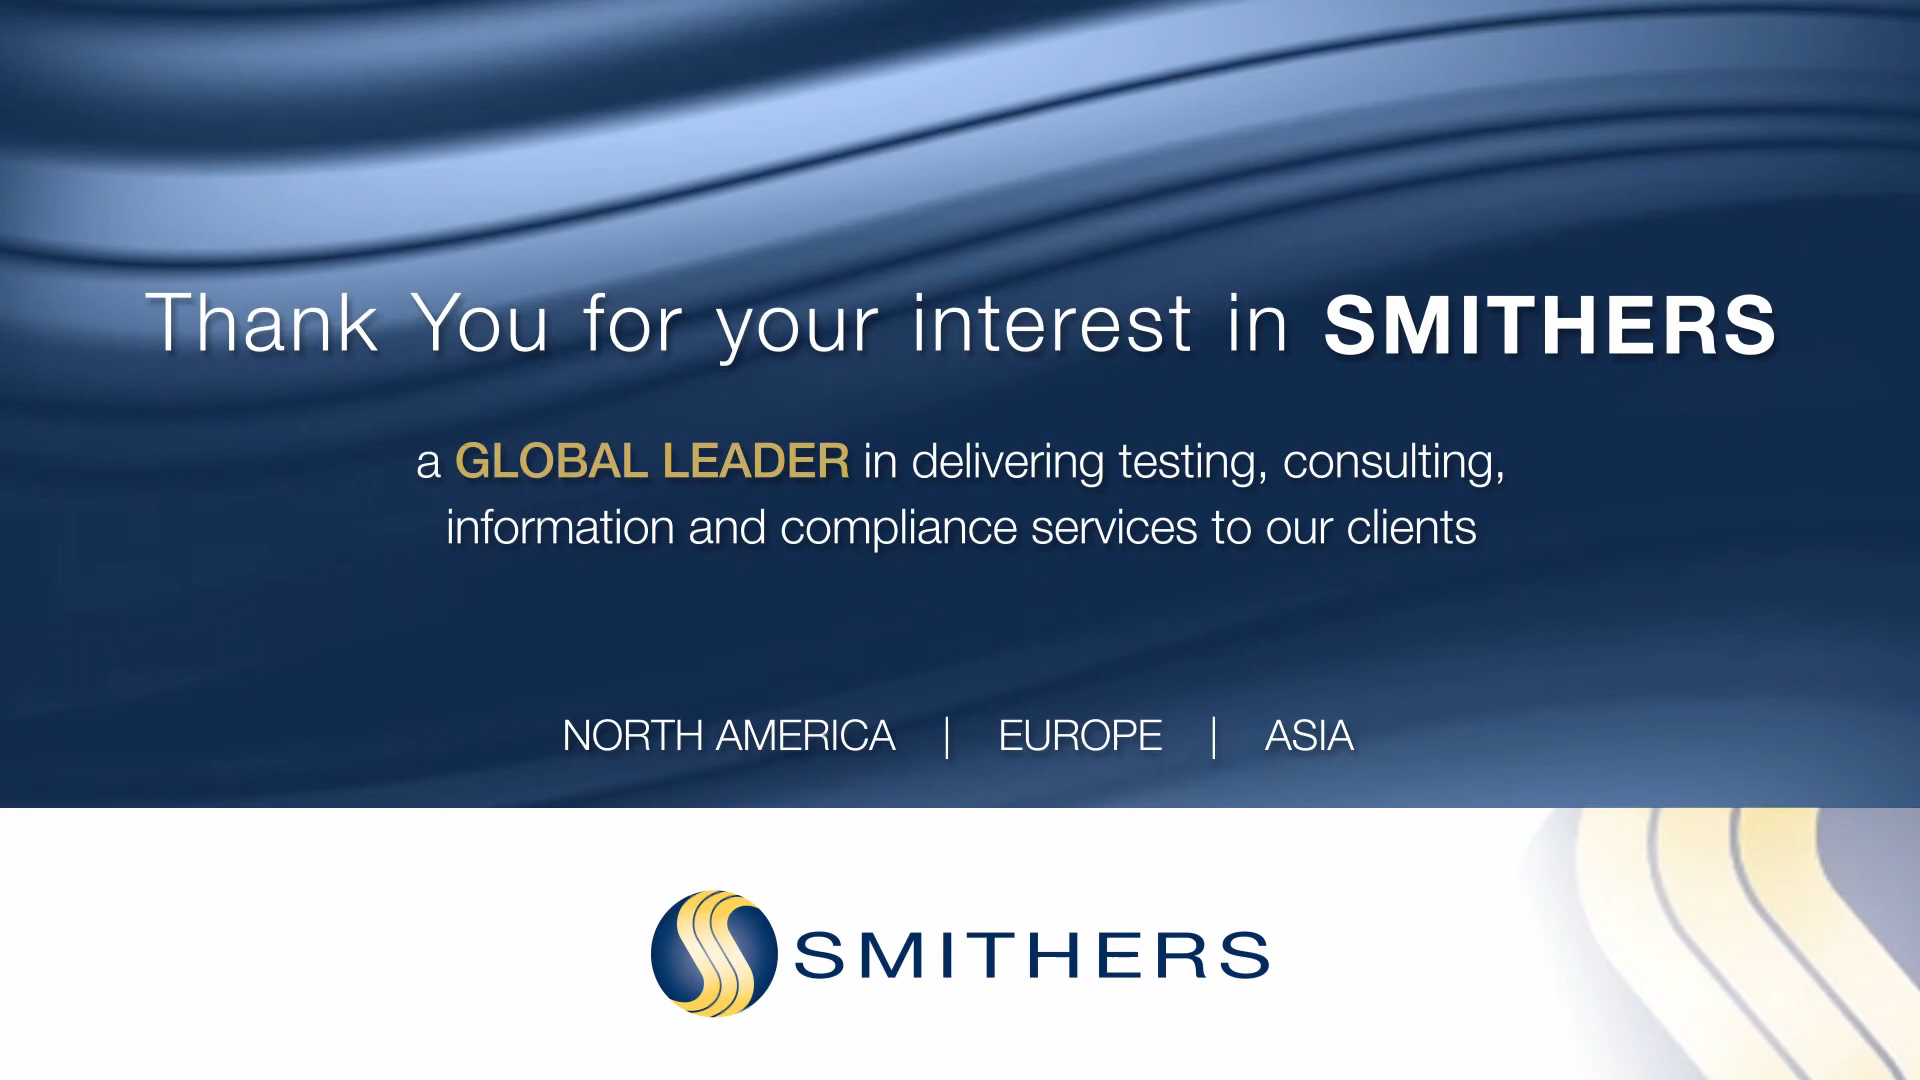 Thank You for your interest in SMITHERS
a GLOBAL LEADER in delivering testing, consulting,
information and compliance services to our clients
NORTH AMERICA | EUROPE | ASIA
SMITHERS